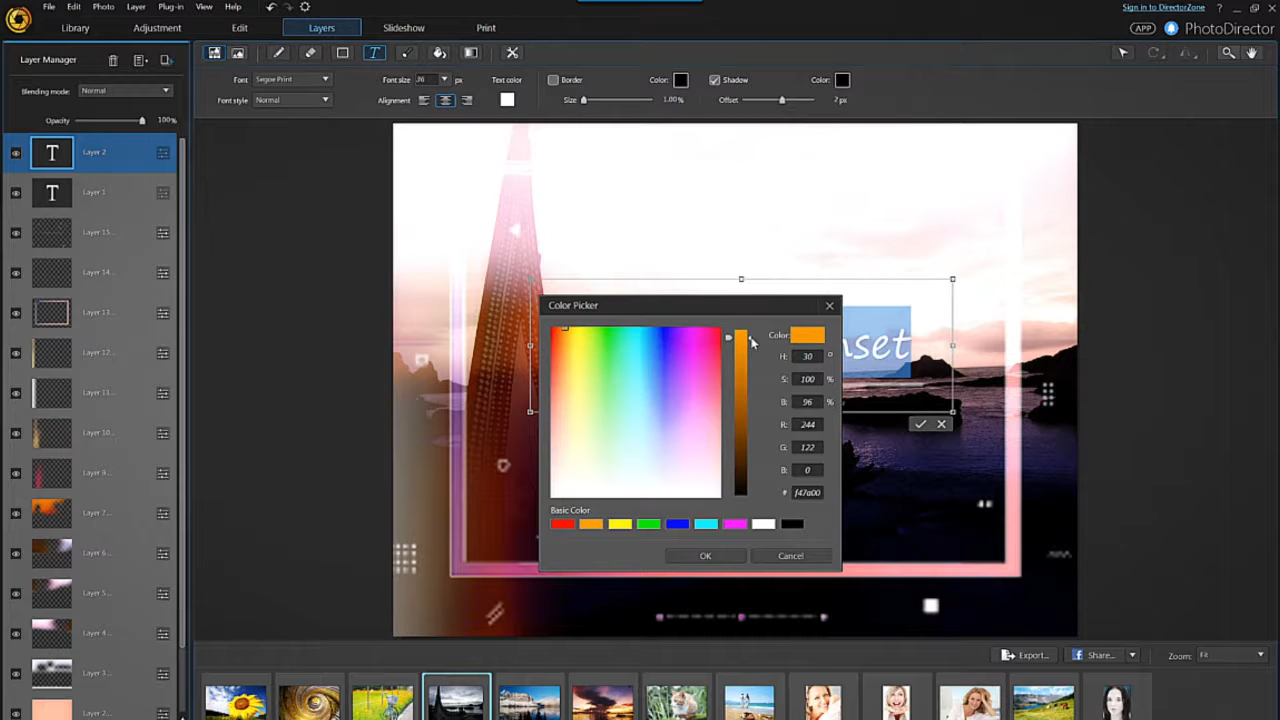 File Edit Photo Layer Plug-in View Help
Sign in to DirectorZone ?
Library Adjustment Edit Layers Slideshow Print
APP PhotoDirector
Layer Manager
T
Blending mode: Normal
Opacity 100%
Font Segoe Print Font size 36 px Text color Border Color: Shadow Color:
Font style Normal Alignment Size 1.00% Offset 2 px
T Layer 2
T Layer 1
Layer 15...
Layer 14...
Layer 13...
Layer 12...
Layer 13...
Layer 10...
Layer 9...
Layer 7...
Layer 6...
Layer 5...
Layer 4...
Layer 3...
Layer 2...
nset
Color Picker
Color:
H: 30 °
S: 100 %
B: 96 %
R: 244
G: 122
B: 0
# f47a00
Basic Color
OK Cancel
Export... Share... Zoom: Fit